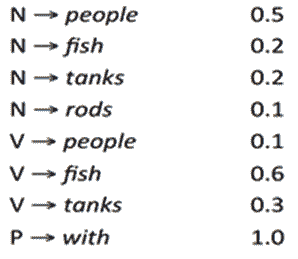 N → people 0.5
N → fish 0.2
N → tanks 0.2
N → rods 0.1
V → people 0.1
V → fish 0.6
V → tanks 0.3
P → with 1.0